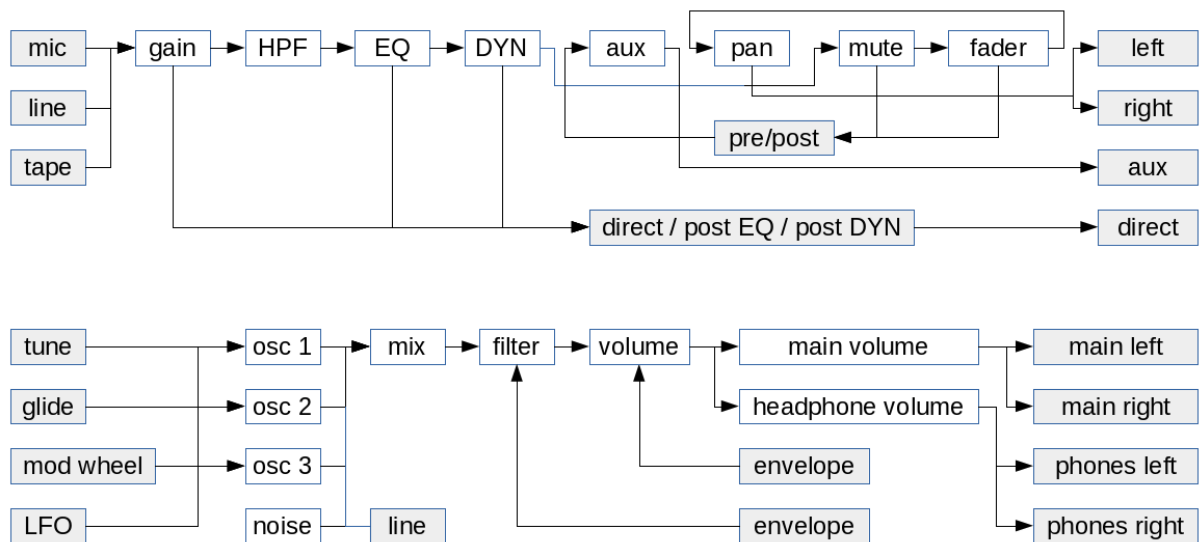 mic gain HPF EQ DYN aux pan mute fader left
line right
pre/post
tape aux
direct / post EQ / post DYN direct
tune osc 1 mix filter volume main volume main left
glide osc 2 headphone volume main right
mod wheel osc 3 envelope phones left
LFO noise line envelope phones right